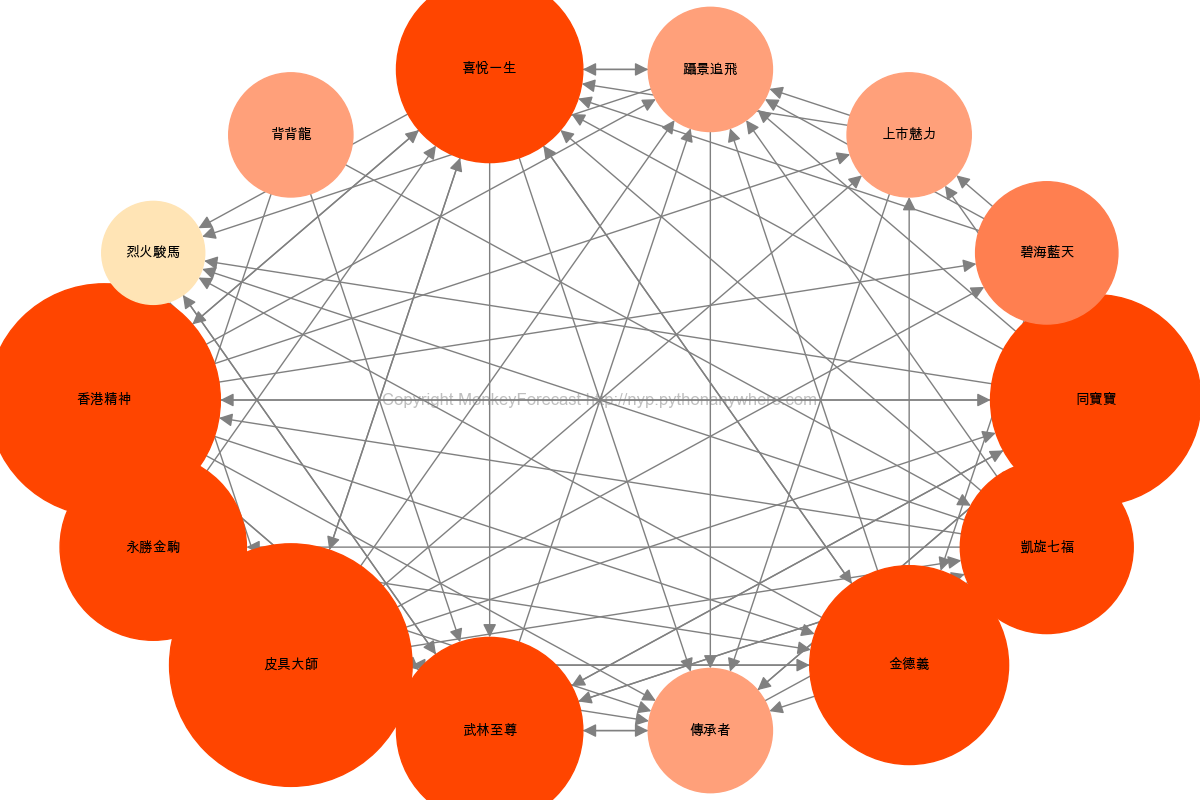 喜悅一生
躡景追飛
背背龍
上市魅力
烈火駿馬
碧海藍天
香港精神
Copyright MonkeyForecast http://nyp.pythonanywhere.com
同寶寶
永勝金駒
凱旋七福
皮具大師
金德義
武林至尊
傳承者